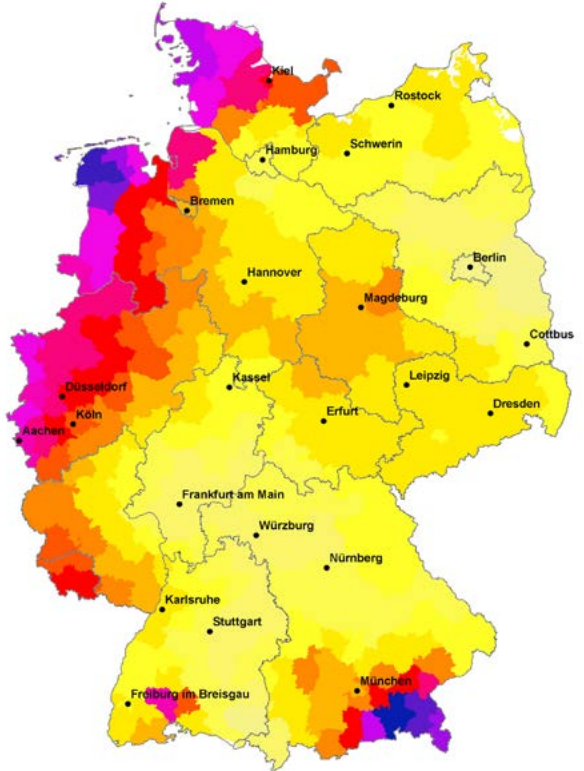 Kiel
Rostock
Hamburg
Schwerin
Bremen
Berlin
Hannover
Magdeburg
Cottbus
Kassel
Leipzig
Düsseldorf
Dresden
Köln
Erfurt
Aachen
Frankfurt am Main
Würzburg
Nürnberg
Karlsruhe
Stuttgart
München
Freiburg im Breisgau